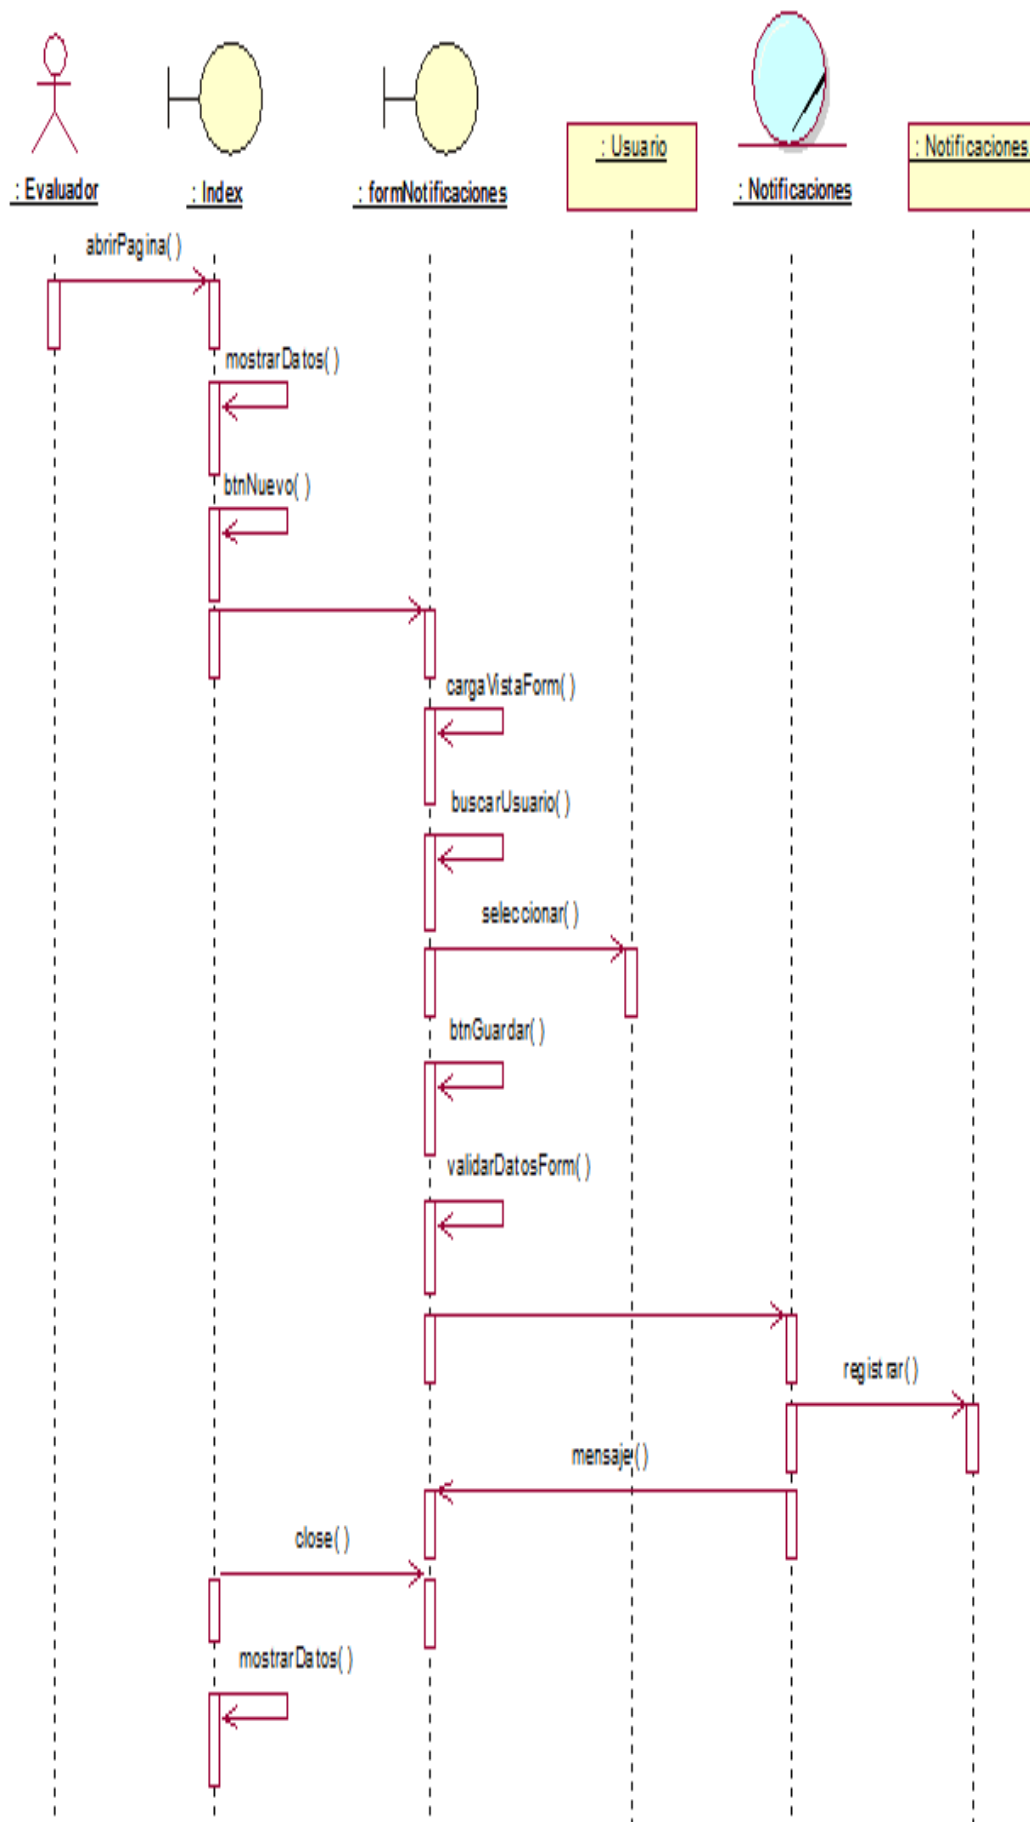 : Evaluador
: Index
: formNotificaciones
: Usuario
: Notificaciones
: Notificaciones
abrirPagina( )
mostrarDatos( )
btnNuevo( )
cargaVistaForm( )
buscarUsuario( )
seleccionar( )
btnGuardar( )
validarDatosForm( )
registrar( )
mensaje( )
close( )
mostrarDatos( )